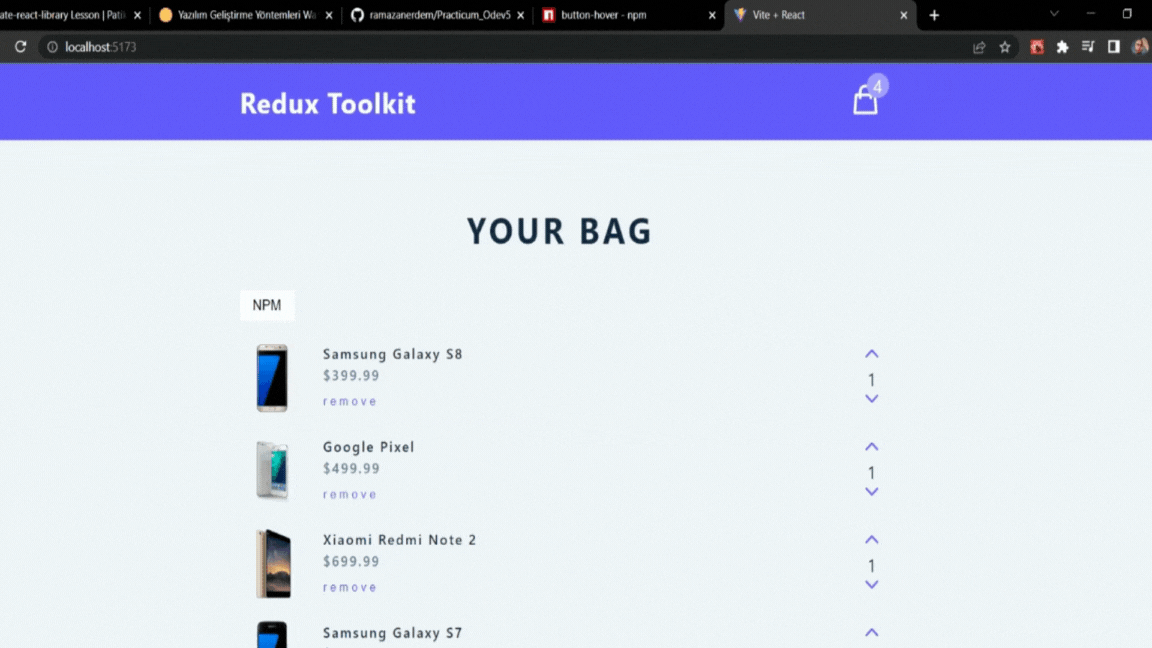 ate-react-library Lesson | Pati
Yazılım Geliştirme Yöntemleri Wa
ramazanerdem/Practicum_Odev5
button-hover - npm
Vite + React
localhost:5173
Redux Toolkit
4
YOUR BAG
NPM
Samsung Galaxy S8
$399.99
remove
1
Google Pixel
$499.99
remove
1
Xiaomi Redmi Note 2
$699.99
remove
1
Samsung Galaxy S7